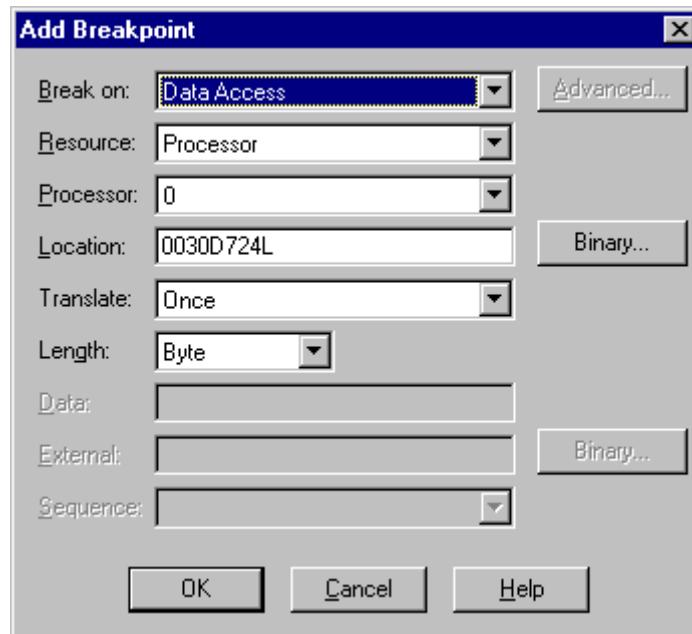 Add Breakpoint
Break on: Data Access Advanced...
Resource: Processor
Processor: 0
Location: 0030D724L Binary...
Translate: Once
Length: Byte
Data:
External: Binary...
Sequence:
OK Cancel Help